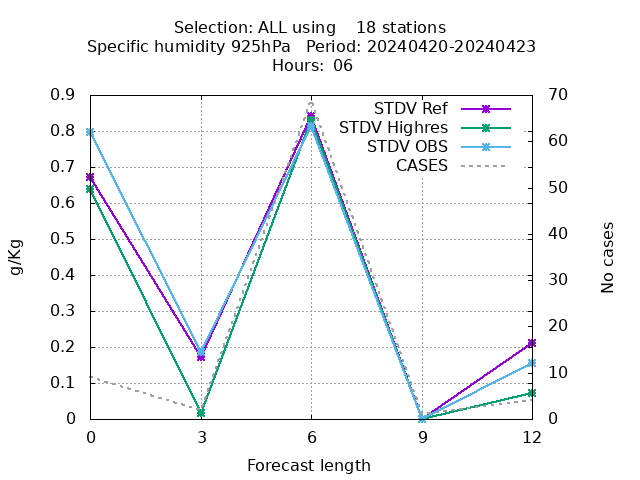 Selection: ALL using    18 stations
Specific humidity 925hPa   Period: 20240420-20240423
Hours: 06
STDV Ref
STDV Highres
STDV OBS
CASES
g/Kg
0.9
0.8
0.7
0.6
0.5
0.4
0.3
0.2
0.1
0
70
60
50
40
30
20
10
0
No cases
0 3 6 9 12
Forecast length